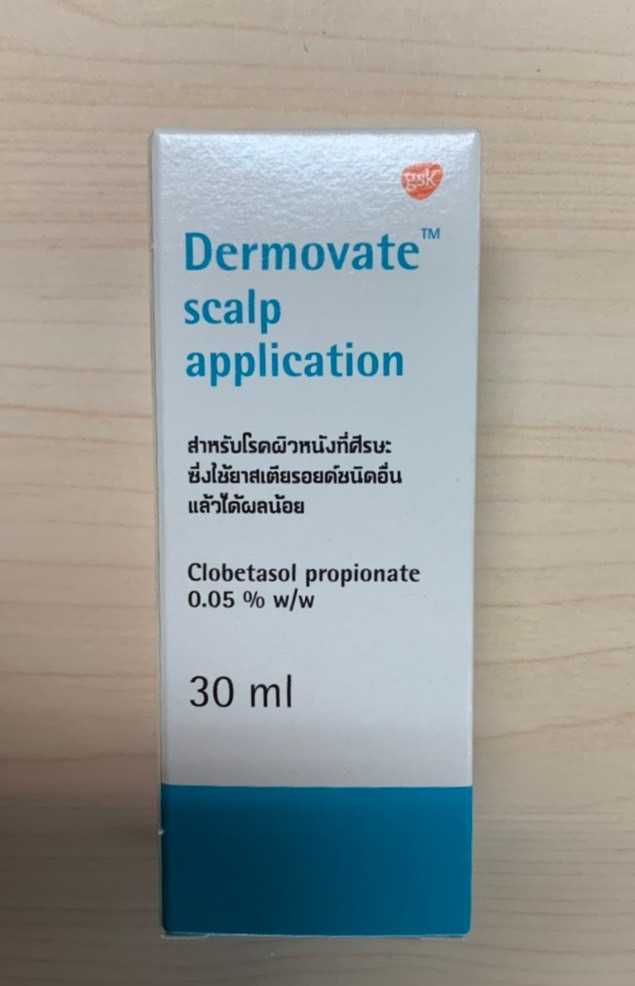 gsk
Dermovate™
scalp
application
สำหรับโรคผิวหนังที่ศีรษะ
ซึ่งใช้ยาสเตียรอยด์ชนิดอื่น
แล้วได้ผลน้อย
Clobetasol propionate
0.05 % w/w
30 ml